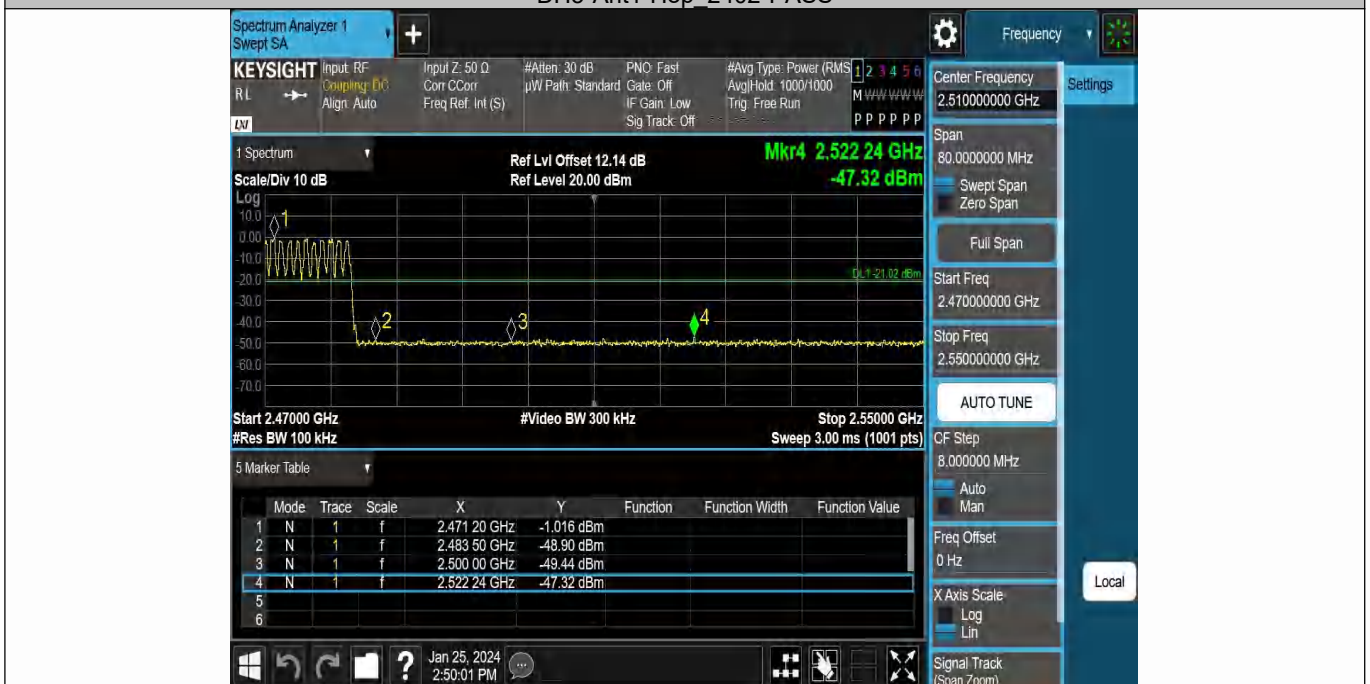 Spectrum Analyzer 1
Swept SA
+
Frequency
KEYSIGHT
RL
LXI
Input: RF
Coupling: DC
Align: Auto
Input Z: 50 Ω
Corr CCorr
Freq Ref: Int (S)
#Atten: 30 dB
µW Path: Standard
PNO: Fast
Gate: Off
IF Gain: Low
Sig Track: Off
#Avg Type: Power (RMS
Avg|Hold: 1000/1000
Trig: Free Run
1 2 3 4 5 6
M W W W W W
P P P P P P
1 Spectrum
Scale/Div 10 dB
Ref Lvl Offset 12.14 dB
Ref Level 20.00 dBm
Mkr4 2.522 24 GHz
-47.32 dBm
Log
10.0
0.00
-10.0
-20.0
-30.0
-40.0
-50.0
-60.0
-70.0
1
2
3
4
DL1 -21.02 dBm
Start 2.47000 GHz
#Res BW 100 kHz
#Video BW 300 kHz
Stop 2.55000 GHz
Sweep 3.00 ms (1001 pts)
5 Marker Table
Mode Trace Scale X Y Function Function Width Function Value
1 N 1 f 2.471 20 GHz -1.016 dBm
2 N 1 f 2.483 50 GHz -48.90 dBm
3 N 1 f 2.500 00 GHz -49.44 dBm
4 N 1 f 2.522 24 GHz -47.32 dBm
5
6
?
Jan 25, 2024
2:50:01 PM
Center Frequency
2.510000000 GHz
Settings
Span
80.0000000 MHz
Swept Span
Zero Span
Full Span
Start Freq
2.470000000 GHz
Stop Freq
2.550000000 GHz
AUTO TUNE
CF Step
8.000000 MHz
Auto
Man
Freq Offset
0 Hz
X Axis Scale
Log
Lin
Local
Signal Track
(Span Zoom)